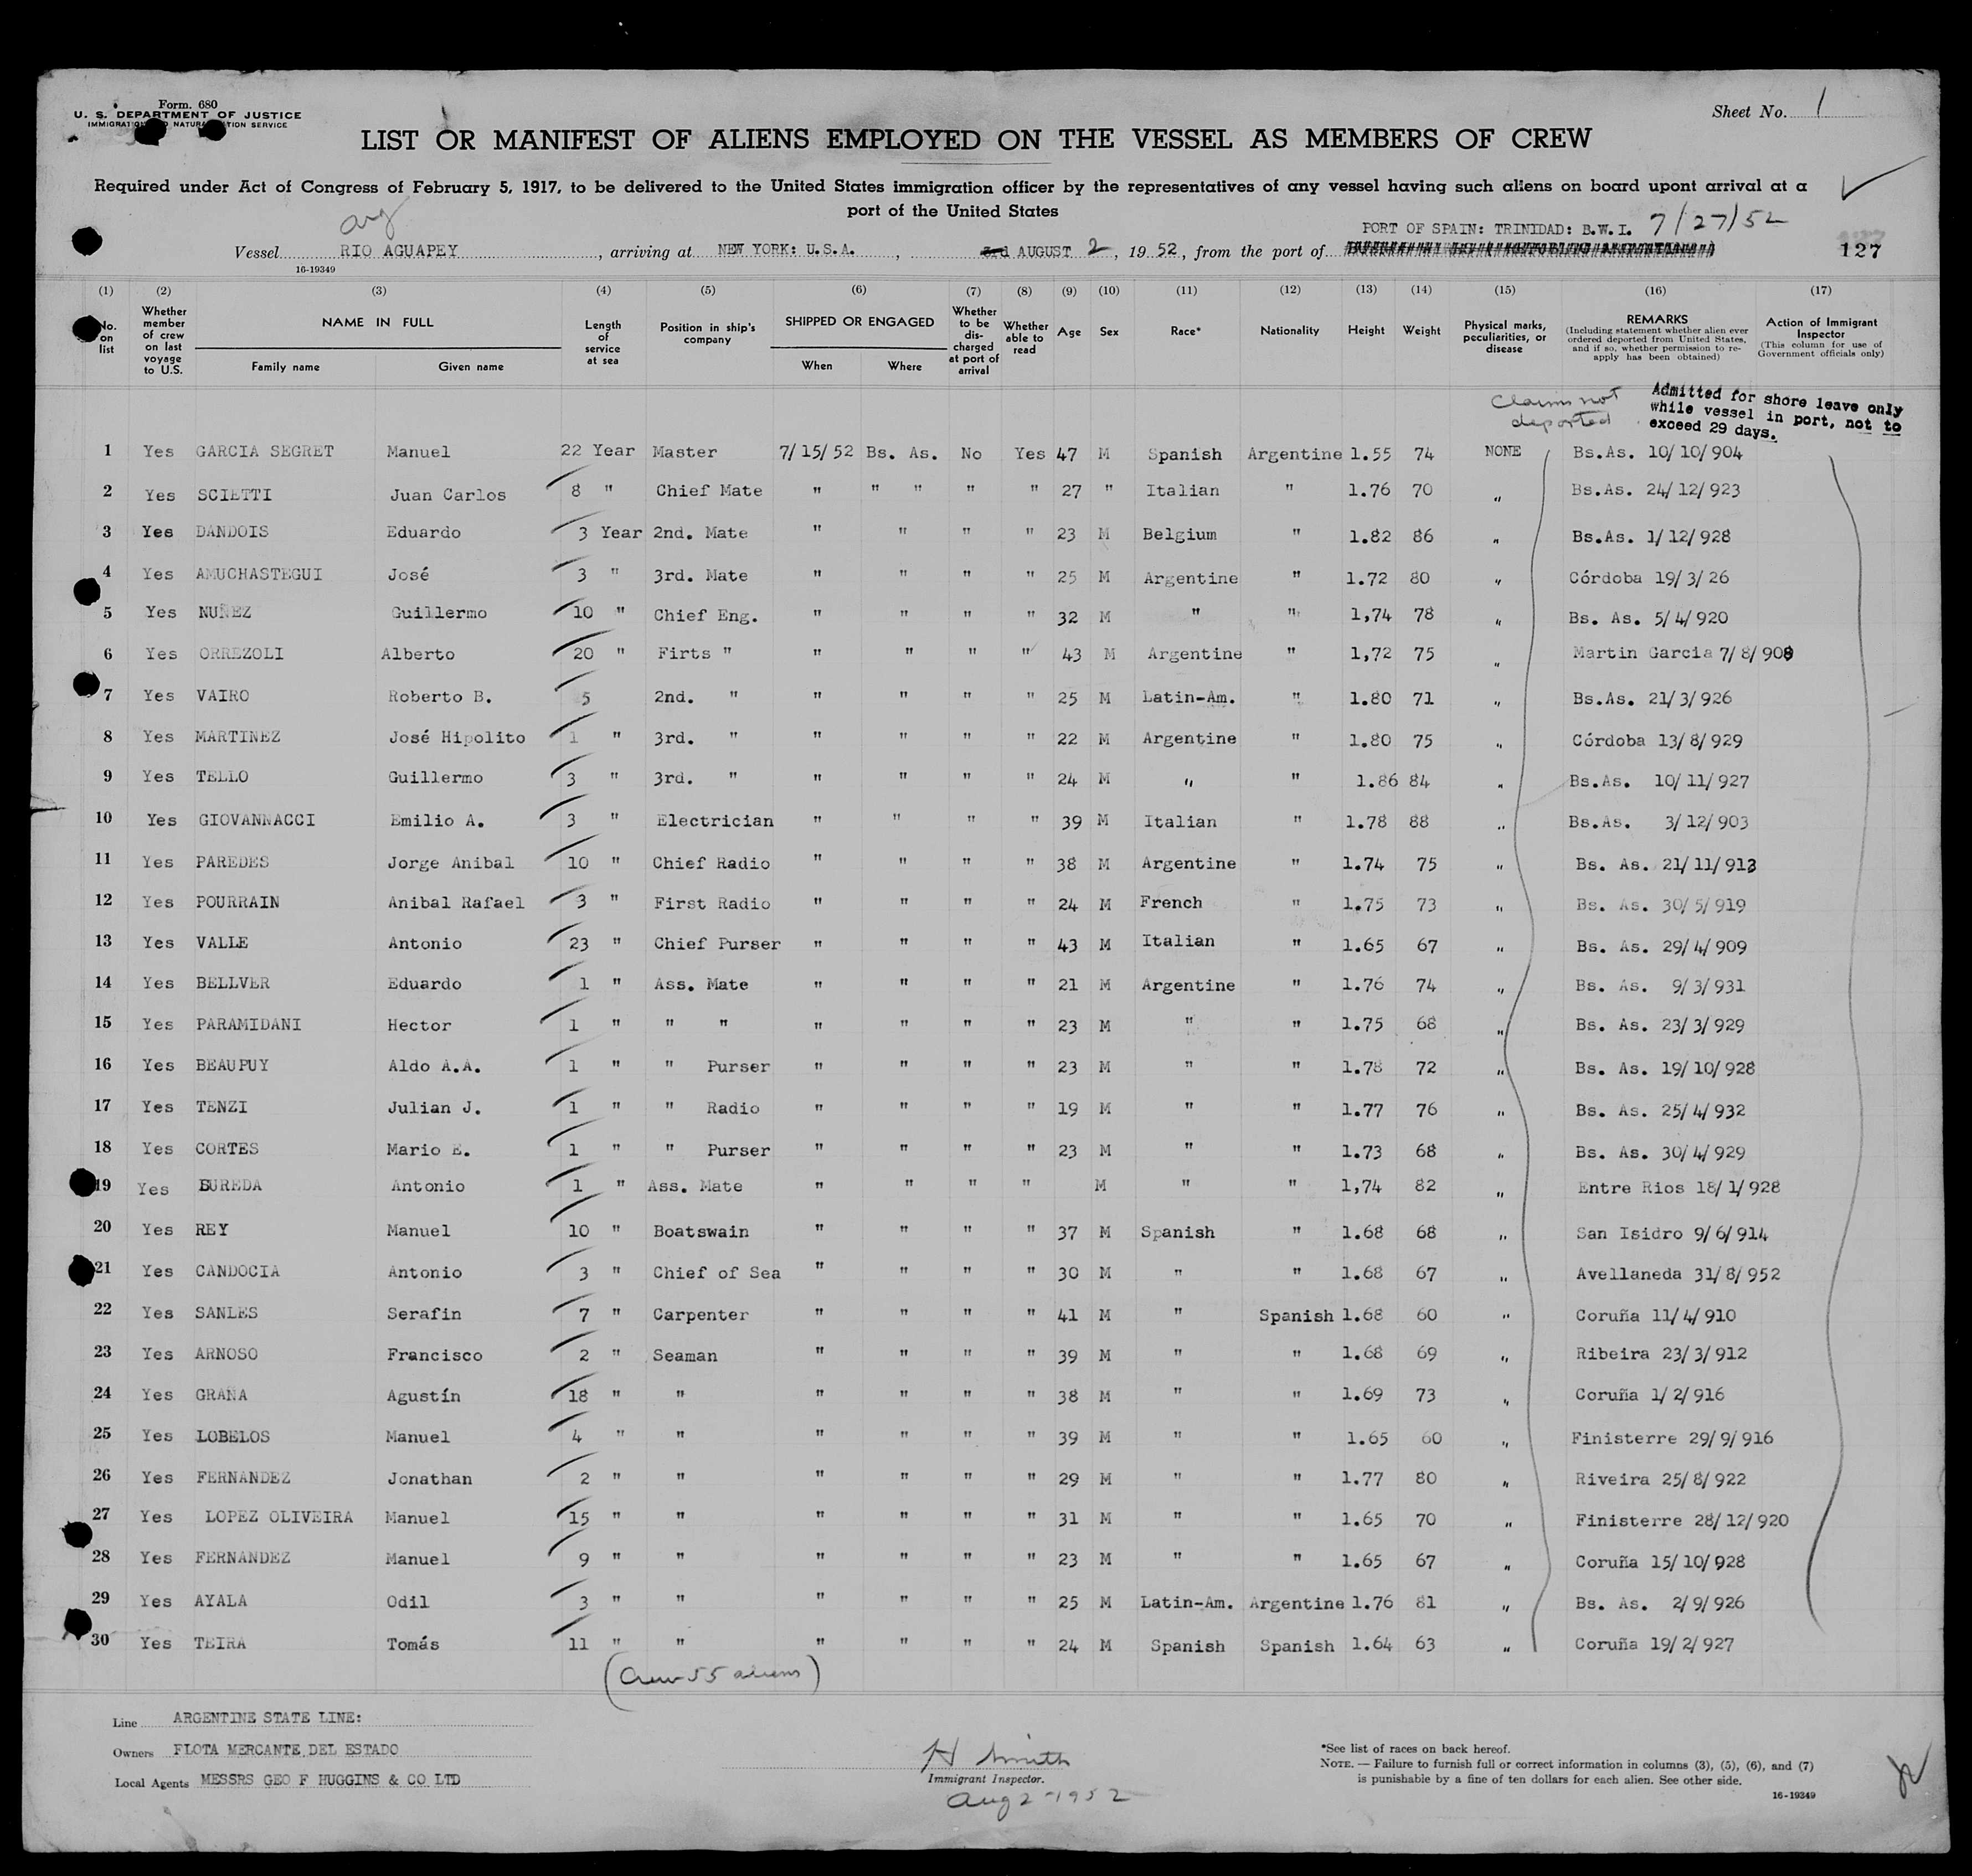 Form. 680
U. S. DEPARTMENT OF JUSTICE
Sheet No. 1
LIST OR MANIFEST OF ALIENS EMPLOYED ON THE VESSEL AS MEMBERS OF CREW
Required under Act of Congress of February 5, 1917, to be delivered to the United States immigration officer by the representatives of any vessel having such aliens on board upont arrival at a
port of the United States
Arg
PORT OF SPAIN: TRINIDAD: B.W.I. 7/27/52
Vessel RIO AGUAPEY, arriving at NEW YORK: U.S.A., 3rd AUGUST 2, 1952, from the port of 127
16-19349
(1) (2) (3) (4) (5) (6) (7) (8) (9) (10) (11) (12) (13) (14) (15) (16) (17)
No. on list Whether member of crew on last voyage to U.S. NAME IN FULL Family name Given name Length of service at sea Position in ship's company SHIPPED OR ENGAGED When Where Whether to be discharged at port of arrival Whether able to read Age Sex Race* Nationality Height Weight Physical marks, peculiarities, or disease REMARKS (Including statement whether alien ever ordered deported from United States, and if so, whether permission to re-apply has been obtained) Action of Immigrant Inspector (This column for use of Government officials only)
Claims not deported
Admitted for shore leave only
while vessel in port, not to
exceed 29 days.
1 Yes GARCIA SEGRET Manuel 22 Year Master 7/15/52 Bs. As. No Yes 47 M Spanish Argentine 1.55 74 NONE Bs.As. 10/10/904
2 Yes SCIETTI Juan Carlos 8 " Chief Mate " " " " " 27 " Italian " 1.76 70 " Bs.As. 24/12/923
3 Yes DANDOIS Eduardo 3 Year 2nd. Mate " " " " 23 M Belgium " 1.82 86 " Bs.As. 1/12/928
4 Yes AMUCHASTEGUI José 3 " 3rd. Mate " " " " 25 M Argentine " 1.72 80 " Córdoba 19/3/26
5 Yes NUÑEZ Guillermo 10 " Chief Eng. " " " " 32 M " " 1,74 78 " Bs. As. 5/4/920
6 Yes ORREZOLI Alberto 20 " Firts " " " " " 43 M Argentine " 1,72 75 " Martin Garcia 7/8/908
7 Yes VAIRO Roberto B. 5 2nd. " " " " " 25 M Latin-Am. " 1.80 71 " Bs.As. 21/3/926
8 Yes MARTINEZ José Hipolito 1 " 3rd. " " " " " 22 M Argentine " 1.80 75 " Córdoba 13/8/929
9 Yes TELLO Guillermo 3 " 3rd. " " " " " 24 M " " 1.86 84 " Bs.As. 10/11/927
10 Yes GIOVANNACCI Emilio A. 3 " Electrician " " " " 39 M Italian " 1.78 88 " Bs.As. 3/12/903
11 Yes PAREDES Jorge Anibal 10 " Chief Radio " " " " 38 M Argentine " 1.74 75 " Bs. As. 21/11/913
12 Yes POURRAIN Anibal Rafael 3 " First Radio " " " " 24 M French " 1.75 73 " Bs. As. 30/5/919
13 Yes VALLE Antonio 23 " Chief Purser " " " " 43 M Italian " 1.65 67 " Bs. As. 29/4/909
14 Yes BELLVER Eduardo 1 " Ass. Mate " " " " 21 M Argentine " 1.76 74 " Bs. As. 9/3/931
15 Yes PARAMIDANI Hector 1 " " " " " " " 23 M " " 1.75 68 " Bs. As. 23/3/929
16 Yes BEAUPUY Aldo A.A. 1 " " Purser " " " " 23 M " " 1.78 72 " Bs. As. 19/10/928
17 Yes TENZI Julian J. 1 " " Radio " " " " 19 M " " 1.77 76 " Bs. As. 25/4/932
18 Yes CORTES Mario E. 1 " " Purser " " " " 23 M " " 1.73 68 " Bs. As. 30/4/929
19 Yes BUREDA Antonio 1 " Ass. Mate " " " " M " " 1,74 82 " Entre Rios 18/1/928
20 Yes REY Manuel 10 " Boatswain " " " " 37 M Spanish " 1.68 68 " San Isidro 9/6/914
21 Yes CANDOCIA Antonio 3 " Chief of Sea " " " " 30 M " " 1.68 67 " Avellaneda 31/8/952
22 Yes SANLES Serafin 7 " Carpenter " " " " 41 M " Spanish 1.68 60 " Coruña 11/4/910
23 Yes ARNOSO Francisco 2 " Seaman " " " " 39 M " " 1.68 69 " Ribeira 23/3/912
24 Yes GRAÑA Agustín 18 " " " " " " 38 M " " 1.69 73 " Coruña 1/2/916
25 Yes LOBELOS Manuel 4 " " " " " " 39 M " " 1.65 60 " Finisterre 29/9/916
26 Yes FERNANDEZ Jonathan 2 " " " " " " 29 M " " 1.77 80 " Riveira 25/8/922
27 Yes LOPEZ OLIVEIRA Manuel 15 " " " " " " 31 M " " 1.65 70 " Finisterre 28/12/920
28 Yes FERNANDEZ Manuel 9 " " " " " " 23 M " " 1.65 67 " Coruña 15/10/928
29 Yes AYALA Odil 3 " " " " " " 25 M Latin-Am. Argentine 1.76 81 " Bs. As. 2/9/926
30 Yes TEIRA Tomás 11 " " " " " " 24 M Spanish Spanish 1.64 63 " Coruña 19/2/927
(Crew 55 aliens)
Line ARGENTINE STATE LINE:
Owners FLOTA MERCANTE DEL ESTADO
Local Agents MESSRS GEO F HUGGINS & CO LTD
H Smith
Immigrant Inspector.
Aug 2-1952
*See list of races on back hereof.
NOTE. — Failure to furnish full or correct information in columns (3), (5), (6), and (7)
is punishable by a fine of ten dollars for each alien. See other side.
16-19349